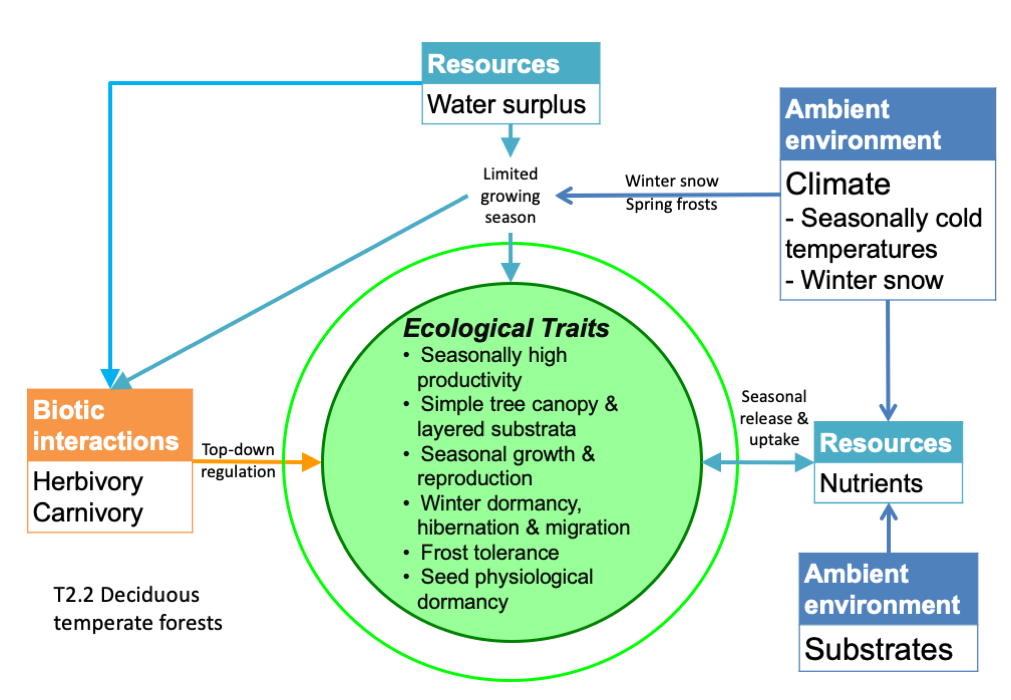 Resources
Water surplus
Ambient
environment
Climate
- Seasonally cold
temperatures
- Winter snow
Limited
growing
season
Winter snow
Spring frosts
Ecological Traits
• Seasonally high
productivity
• Simple tree canopy &
layered substrata
• Seasonal growth &
reproduction
• Winter dormancy,
hibernation & migration
• Frost tolerance
• Seed physiological
dormancy
Biotic
interactions
Herbivory
Carnivory
Top-down
regulation
Seasonal
release &
uptake
Resources
Nutrients
Ambient
environment
Substrates
T2.2 Deciduous
temperate forests